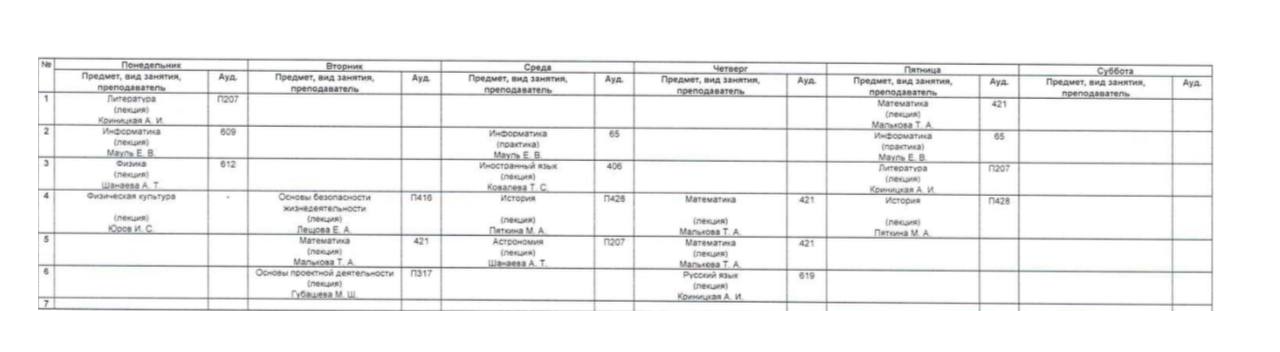 № Понедельник Вторник Среда Четверг Пятница Суббота
Предмет, вид занятия, Ауд. Предмет, вид занятия, Ауд. Предмет, вид занятия, Ауд. Предмет, вид занятия, Ауд. Предмет, вид занятия, Ауд. Предмет, вид занятия, Ауд.
преподаватель преподаватель преподаватель преподаватель преподаватель преподаватель
1 Литература П207 Математика 421
(лекция) (лекция)
Криницкая А. И. Малькова Т. А.
2 Информатика 609 Информатика 65 Информатика 65
(лекция) (практика) (практика)
Мауль Е. В. Мауль Е. В. Мауль Е. В.
3 Физика 612 Иностранный язык 406 Литература П207
(лекция) (лекция) (лекция)
Шанаева А. Т. Ковалева Т. С. Криницкая А. И.
4 Физическая культура - Основы безопасности П416 История П428 Математика 421 История П428
жизнедеятельности
(лекция) (лекция) (лекция) (лекция) (лекция)
Юров И. С. Лещова Е. А. Пяткина М. А. Малькова Т. А. Пяткина М. А.
5 Математика 421 Астрономия П207 Математика 421
(лекция) (лекция) (лекция)
Малькова Т. А. Шанаева А. Т. Малькова Т. А.
6 Основы проектной деятельности П317 Русский язык 619
(лекция) (лекция)
Губашева М. Ш. Криницкая А. И.
7